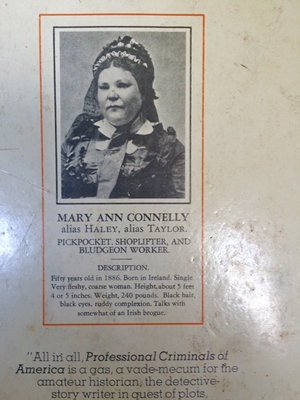 MARY ANN CONNELLY
alias HALEY, alias TAYLOR.
PICKPOCKET, SHOPLIFTER, AND
BLUDGEON WORKER.
DESCRIPTION.
Fifty years old in 1886. Born in Ireland. Single
Very fleshy, coarse woman. Height, about 5 feet
4 or 5 inches. Weight, 240 pounds. Black hair,
black eyes, ruddy complexion. Talks with
somewhat of an Irish brogue.
"All in all, Professional Criminals of
America is a gas, a vade-mecum for the
amateur historian, the detective-
story writer in quest of plots,